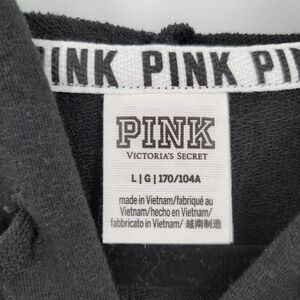 INK PINK PI
PINK
VICTORIA'S SECRET
L | G | 170/104A
made in Vietnam/fabriqué au
Vietnam/hecho en Vietnam/
fabbricato in Vietnam/ 越南制造